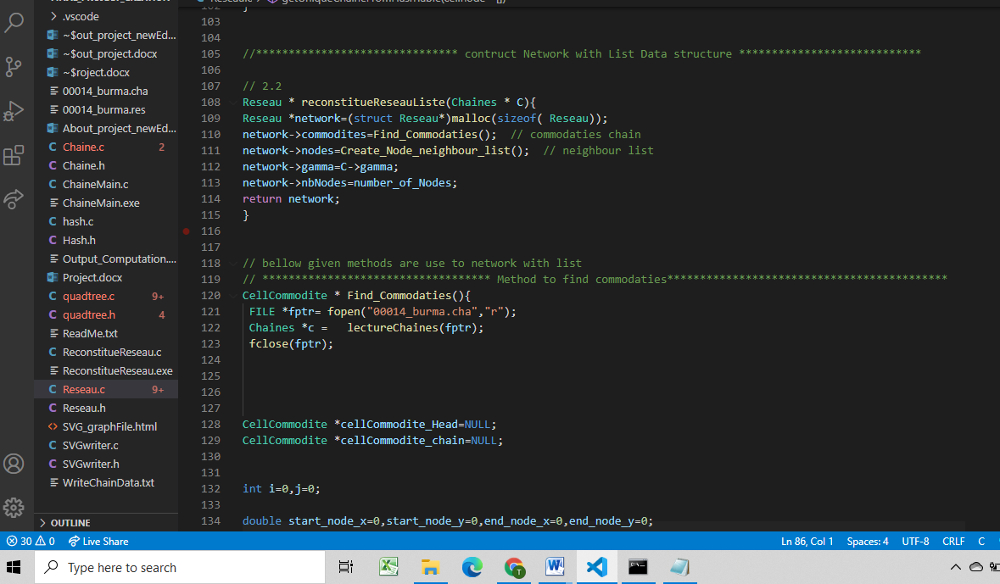 .vscode
~$out_project_newEd...
~$out_project.docx
~$roject.docx
00014_burma.cha
00014_burma.res
About_project_newEd...
Chaine.c 2
Chaine.h
ChaineMain.c
ChaineMain.exe
hash.c
Hash.h
Output_Computation....
Project.docx
quadtree.c 9+
quadtree.h 4
ReadMe.txt
ReconstitueReseau.c
ReconstitueReseau.exe
Reseau.c 9+
Reseau.h
SVG_graphFile.html
SVGwriter.c
SVGwriter.h
WriteChainData.txt
OUTLINE
102 }
103
104
105 //******************************* contruct Network with List Data structure ****************************
106
107 // 2.2
108 Reseau * reconstitueReseauListe(Chaines * C){
109 Reseau *network=(struct Reseau*)malloc(sizeof( Reseau));
110 network->commodites=Find_Commodaties();  // commodaties chain
111 network->nodes=Create_Node_neighbour_list();  // neighbour list
112 network->gamma=C->gamma;
113 network->nbNodes=number_of_Nodes;
114 return network;
115 }
116
117
118 // bellow given methods are use to network with list
119 // *********************************** Method to find commodaties*******************************************
120 CellCommodite * Find_Commodaties(){
121 FILE *fptr= fopen("00014_burma.cha","r");
122 Chaines *c =   lectureChaines(fptr);
123 fclose(fptr);
124
125
126
127
128 CellCommodite *cellCommodite_Head=NULL;
129 CellCommodite *cellCommodite_chain=NULL;
130
131
132 int i=0,j=0;
133
134 double start_node_x=0,start_node_y=0,end_node_x=0,end_node_y=0;
30 0 Live Share Ln 86, Col 1 Spaces: 4 UTF-8 CRLF C
Type here to search